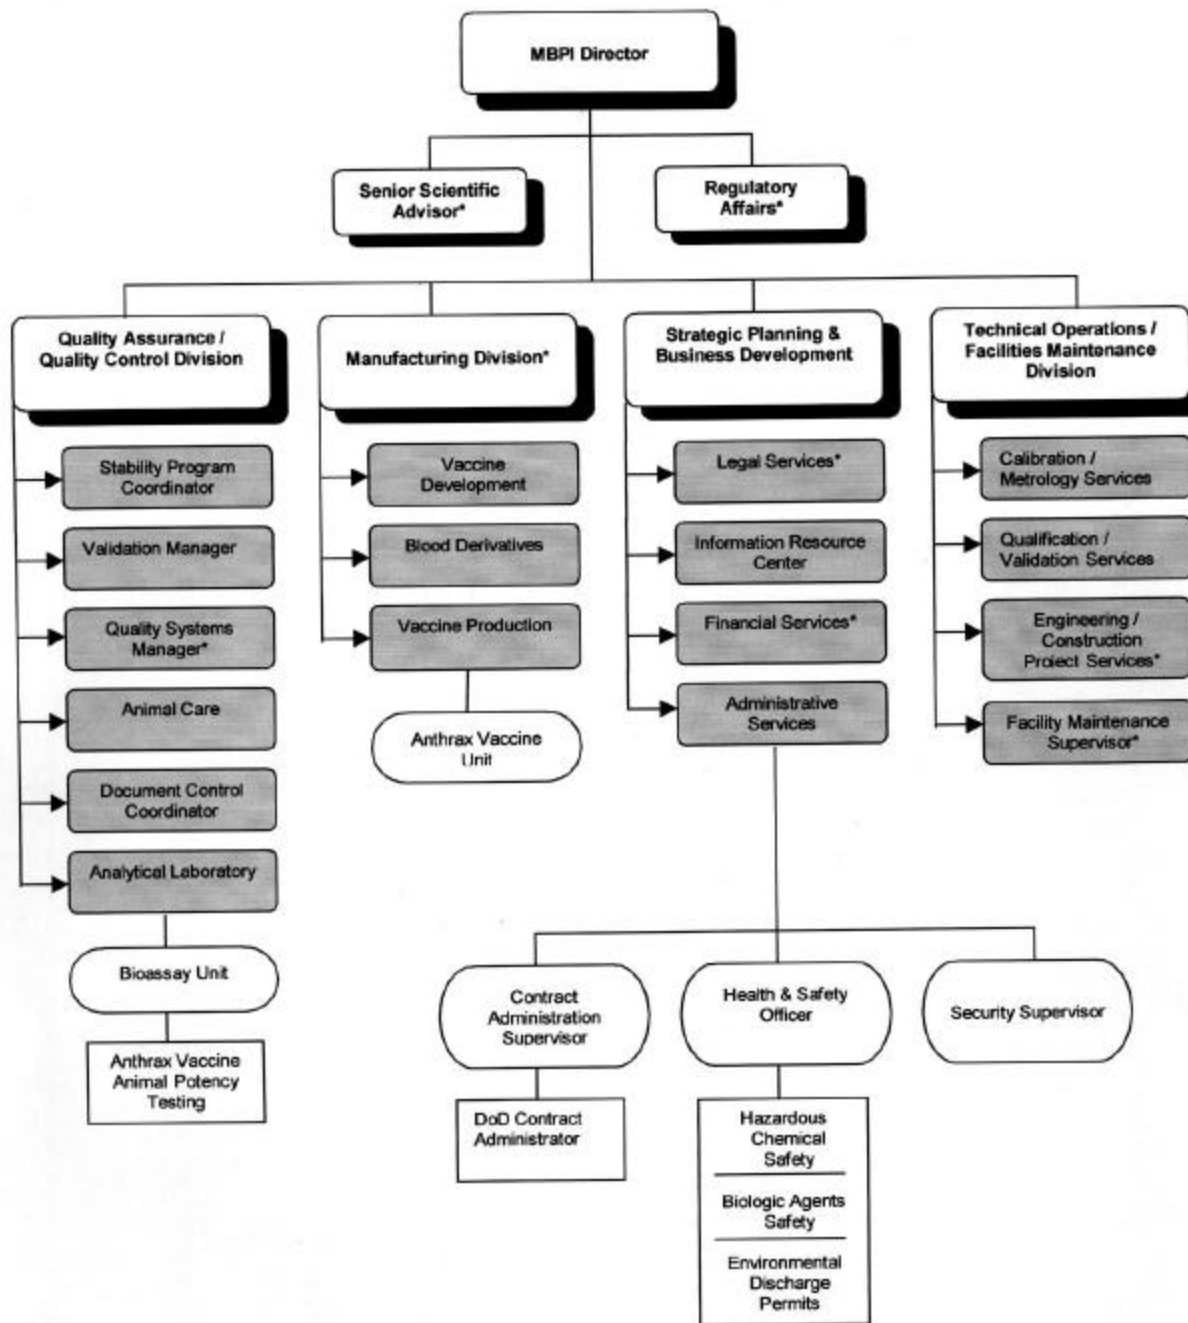 MBPI Director
Senior Scientific
Advisor*
Regulatory
Affairs*
Quality Assurance /
Quality Control Division
Stability Program
Coordinator
Validation Manager
Quality Systems
Manager*
Animal Care
Document Control
Coordinator
Analytical Laboratory
Bioassay Unit
Anthrax Vaccine
Animal Potency
Testing
Manufacturing Division*
Vaccine
Development
Blood Derivatives
Vaccine Production
Anthrax Vaccine
Unit
Strategic Planning &
Business Development
Legal Services*
Information Resource
Center
Financial Services*
Administrative
Services
Contract
Administration
Supervisor
DoD Contract
Administrator
Health & Safety
Officer
Hazardous
Chemical
Safety
Biologic Agents
Safety
Environmental
Discharge
Permits
Security Supervisor
Technical Operations /
Facilities Maintenance
Division
Calibration /
Metrology Services
Qualification /
Validation Services
Engineering /
Construction
Project Services*
Facility Maintenance
Supervisor*